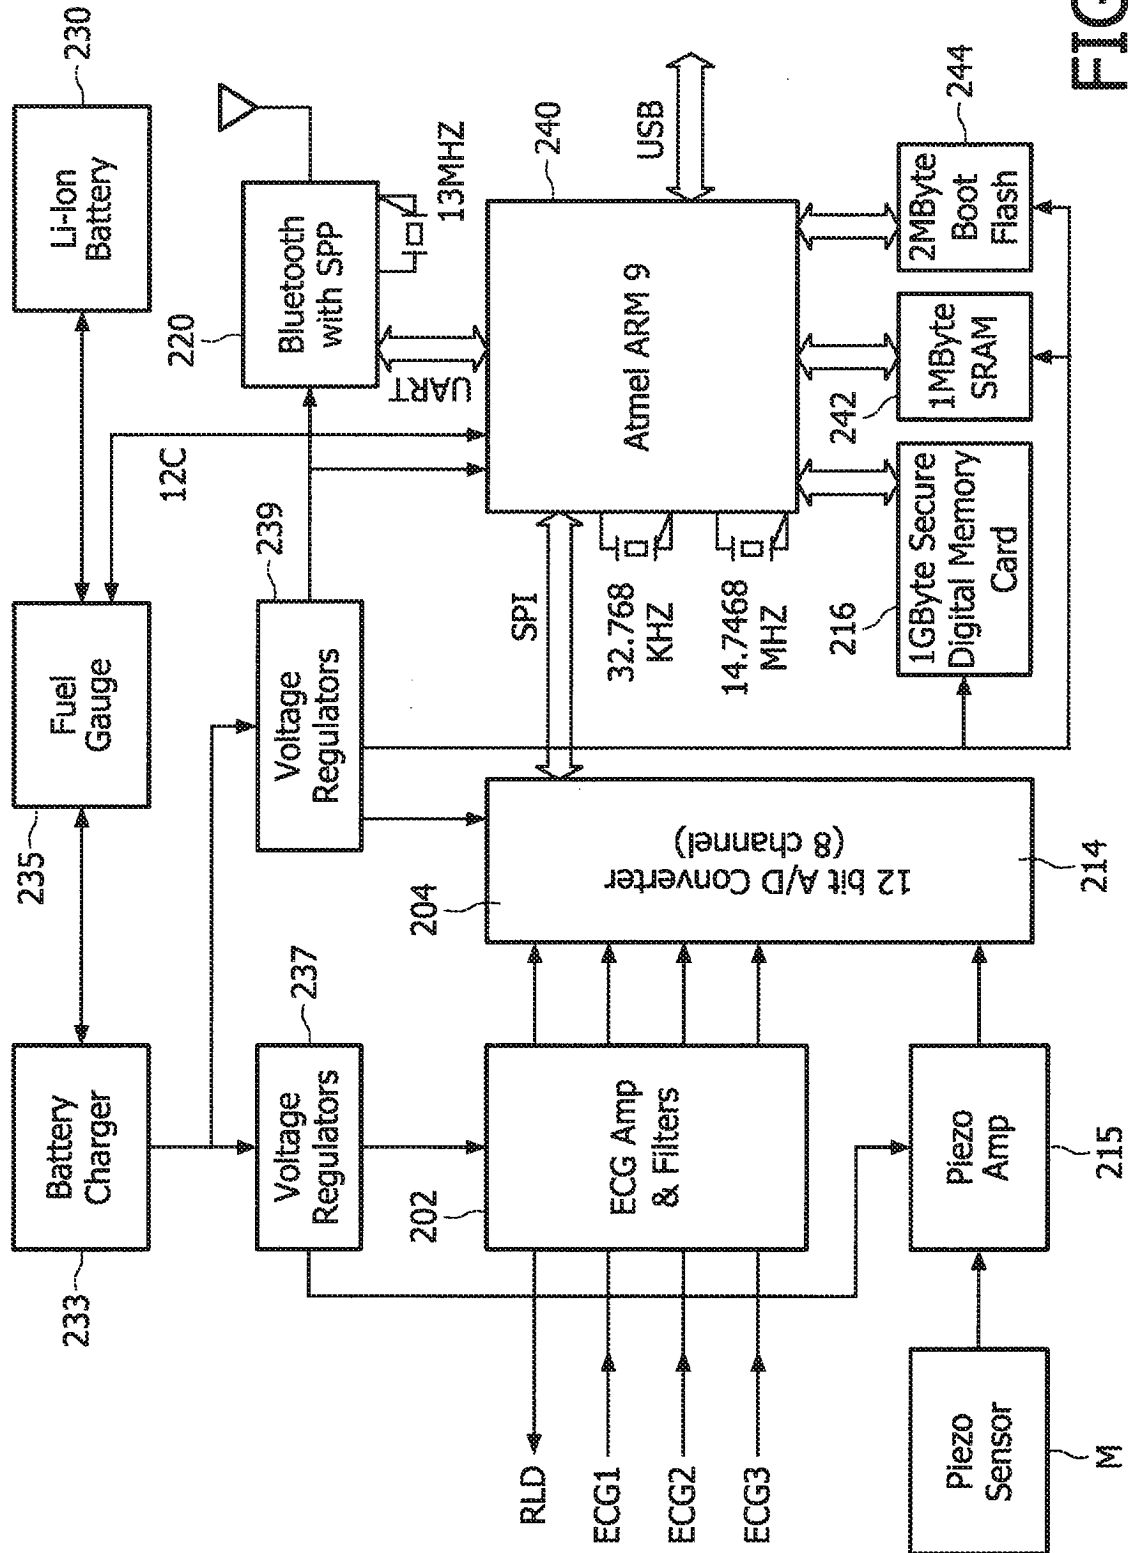 233
Battery
Charger
235
Fuel
Gauge
Li-Ion
Battery
230
12C
Voltage
Regulators
237
Voltage
Regulators
239
220
Bluetooth
with SPP
13MHZ
UART
202
ECG Amp
& Filters
RLD
ECG1
ECG2
ECG3
204
12 bit A/D Converter
(8 channel)
214
SPI
Atmel ARM 9
240
USB
32.768
KHZ
14.7468
MHZ
216
1GByte Secure
Digital Memory
Card
242
1MByte
SRAM
2MByte
Boot
Flash
244
Piezo
Sensor
M
Piezo
Amp
215